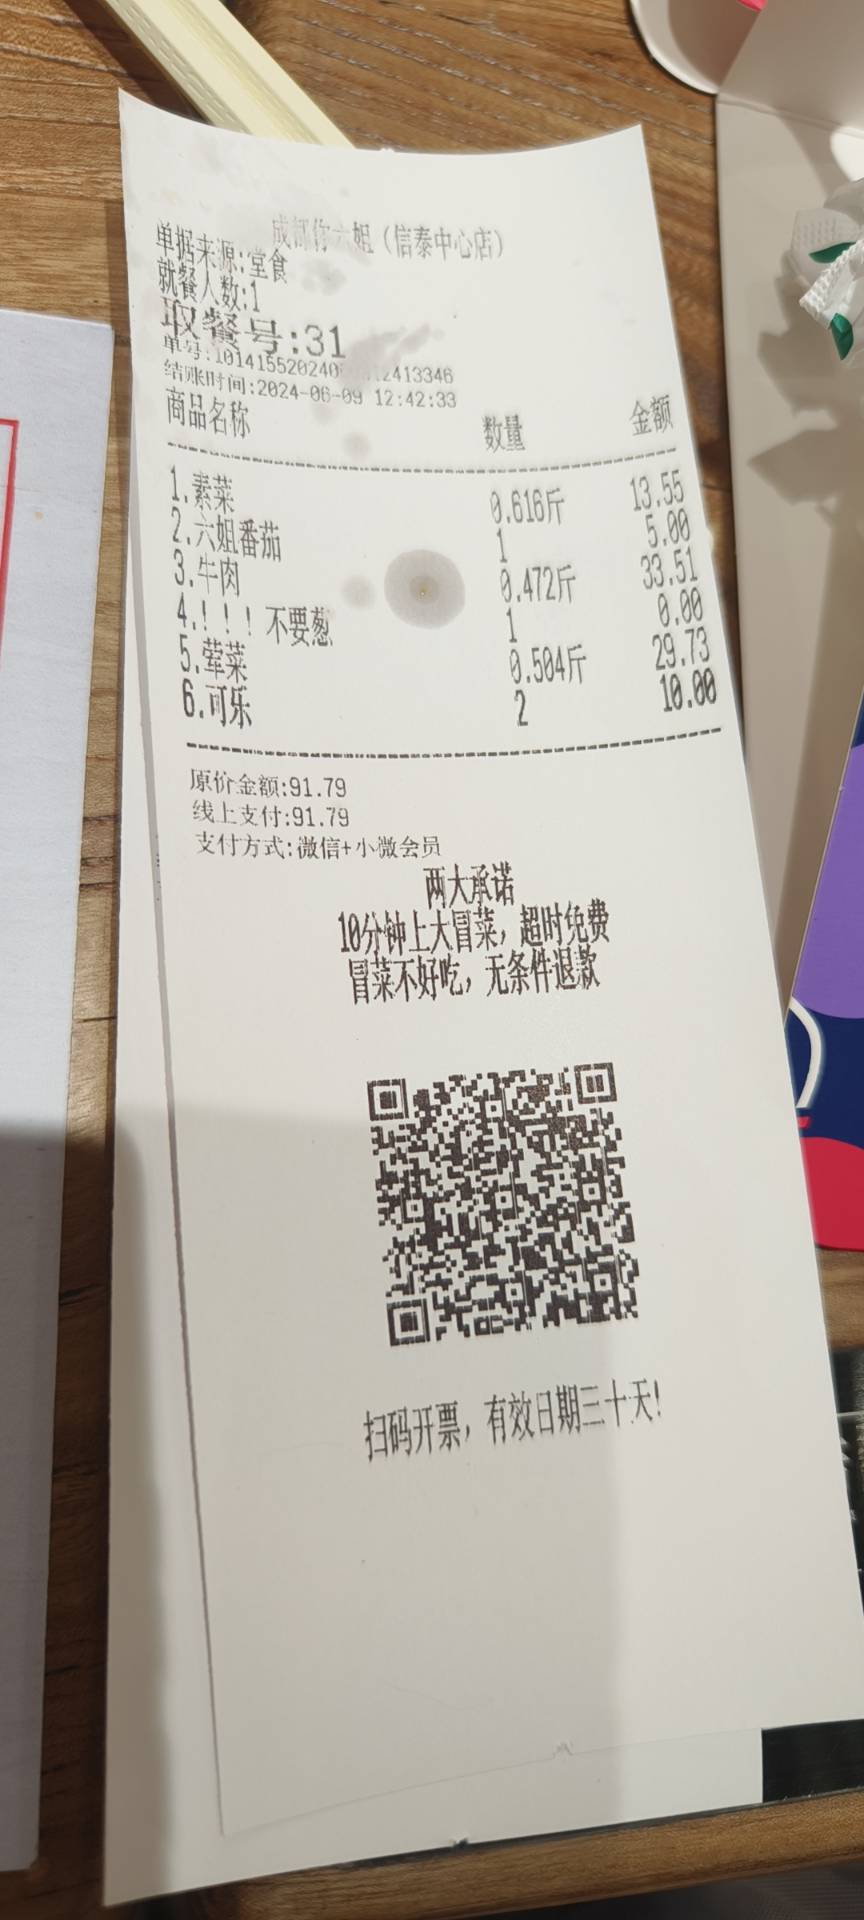 成都你六姐（信泰中心店）
单据来源:堂食
就餐人数:1
取餐号:31
单号:10141552024 2413346
结账时间:2024-06-09 12:42:33
商品名称 数量 金额
1.素菜 0.616斤 13.55
2.六姐番茄 1 5.00
3.牛肉 0.472斤 33.51
4.！！！不要葱 1 0.00
5.荤菜 0.504斤 29.73
6.可乐 2 10.00
原价金额:91.79
线上支付:91.79
支付方式:微信+小微会员
两大承诺
10分钟上大冒菜，超时免费
冒菜不好吃，无条件退款
扫码开票，有效日期三十天!